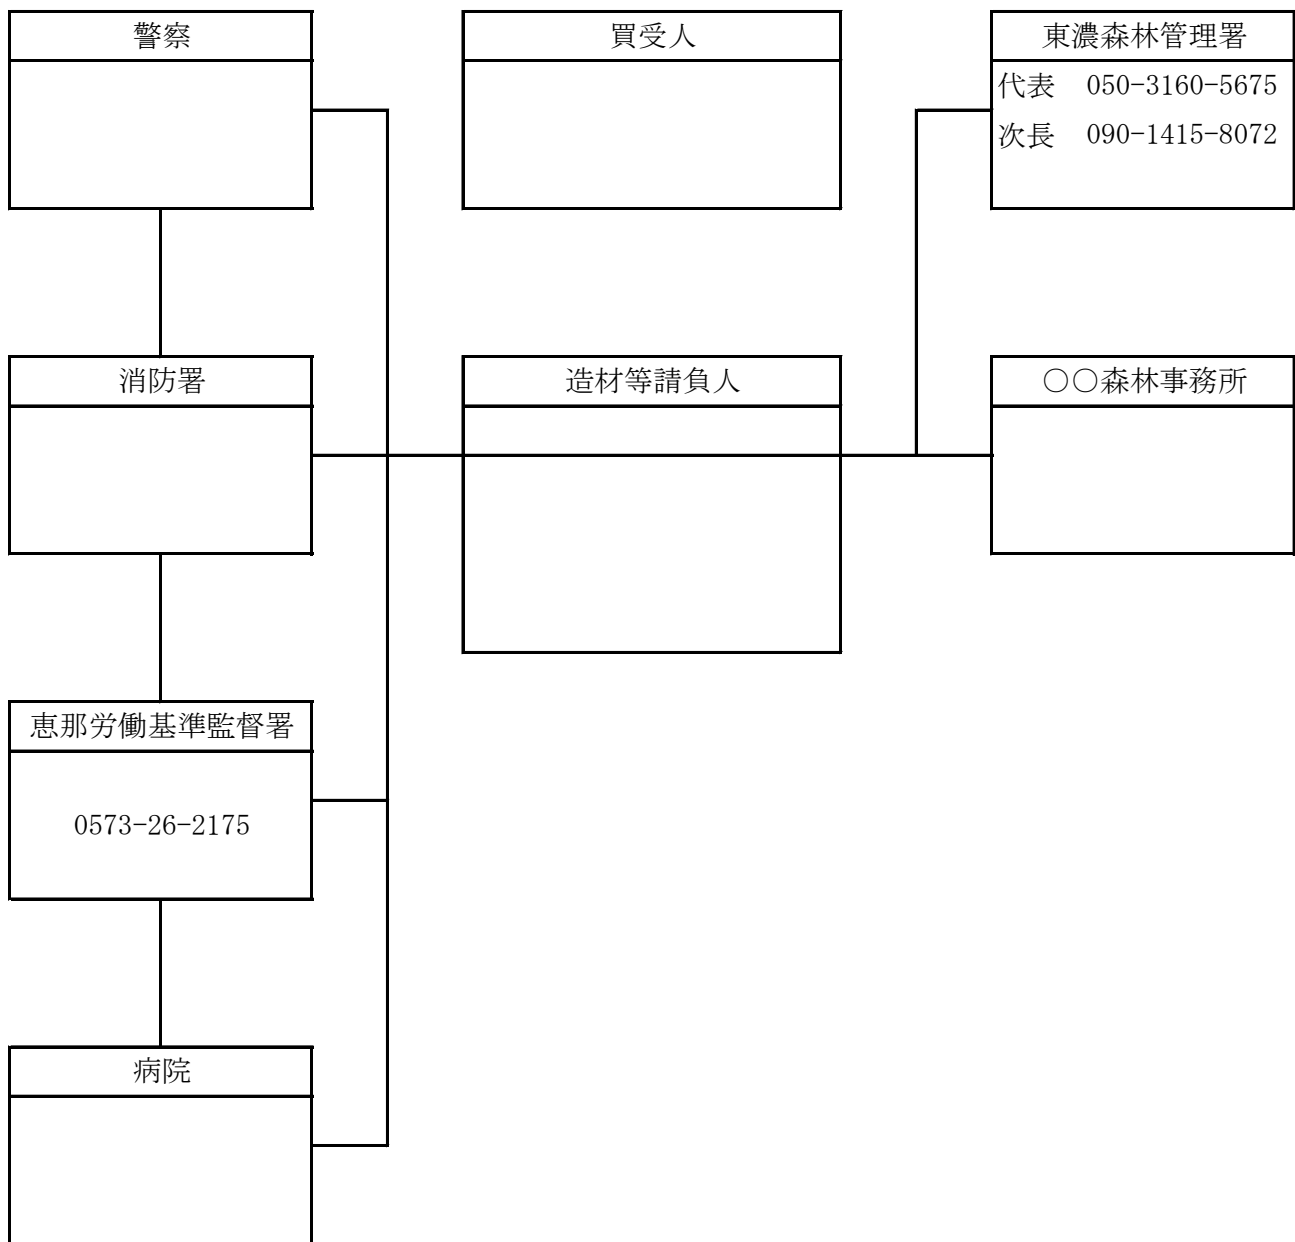 警察
買受人
東濃森林管理署
代表　050-3160-5675
次長　090-1415-8072
消防署
造材等請負人
○○森林事務所
恵那労働基準監督署
0573-26-2175
病院